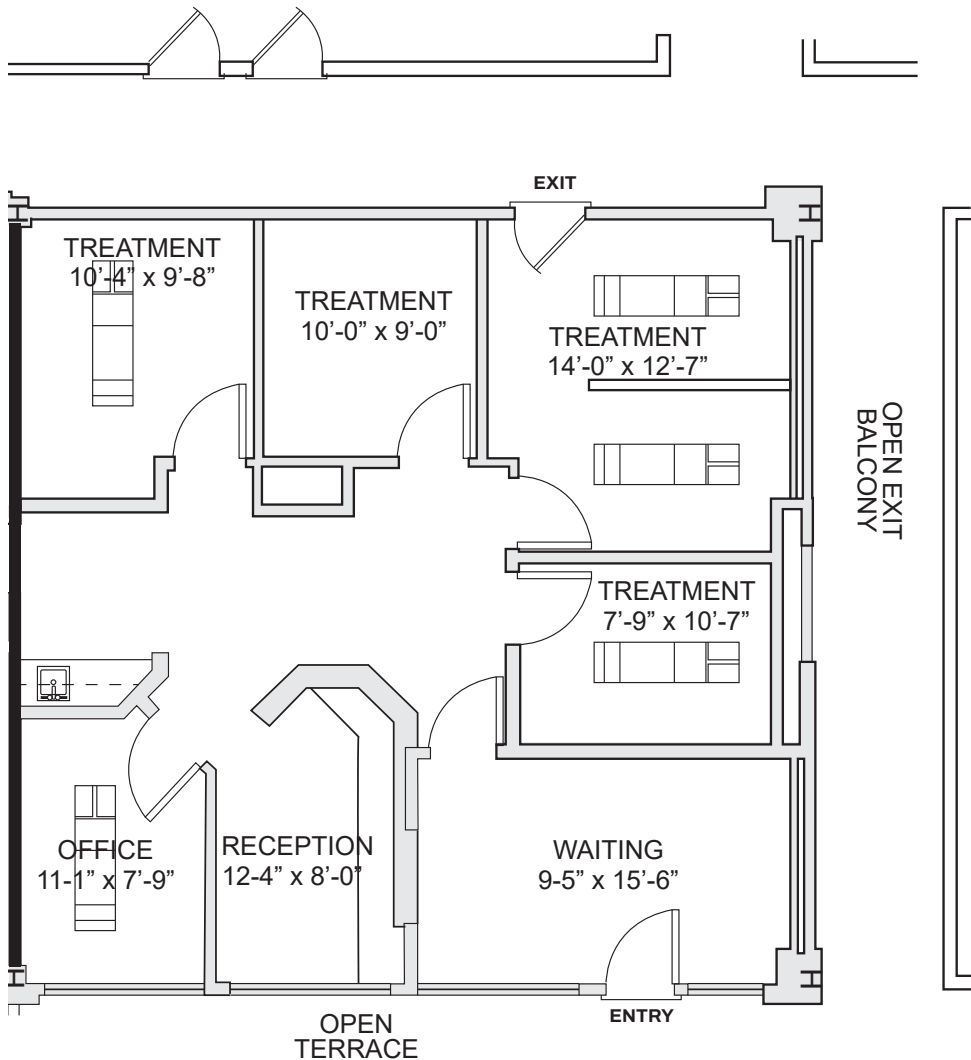 EXIT
TREATMENT
10’-4” x 9’-8”
TREATMENT
10’-0” x 9’-0”
TREATMENT
14’-0” x 12’-7”
OPEN EXIT
BALCONY
TREATMENT
7’-9” x 10’-7”
OFFICE
11-1” x 7’-9”
RECEPTION
12-4” x 8’-0”
WAITING
9-5” x 15’-6”
ENTRY
OPEN
TERRACE